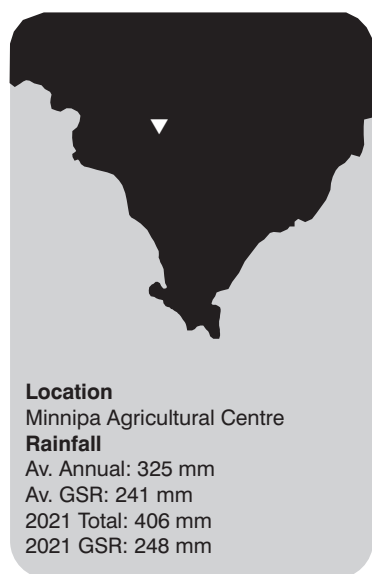 Location
Minnipa Agricultural Centre
Rainfall
Av. Annual: 325 mm
Av. GSR: 241 mm
2021 Total: 406 mm
2021 GSR: 248 mm